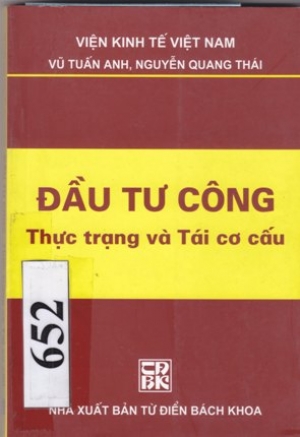 VIỆN KINH TẾ VIỆT NAM
VŨ TUẤN ANH, NGUYỄN QUANG THÁI
ĐẦU TƯ CÔNG
Thực trạng và Tái cơ cấu
652
NHÀ XUẤT BẢN TỪ ĐIỂN BÁCH KHOA